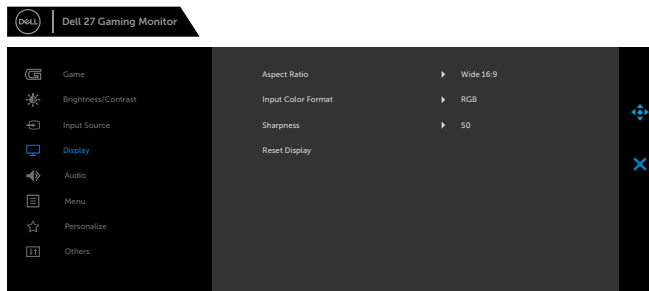 DELL
Dell 27 Gaming Monitor
Game
Aspect Ratio Wide 16:9
Brightness/Contrast
Input Color Format RGB
Input Source
Sharpness 50
Display
Reset Display
Audio
Menu
Personalize
Others